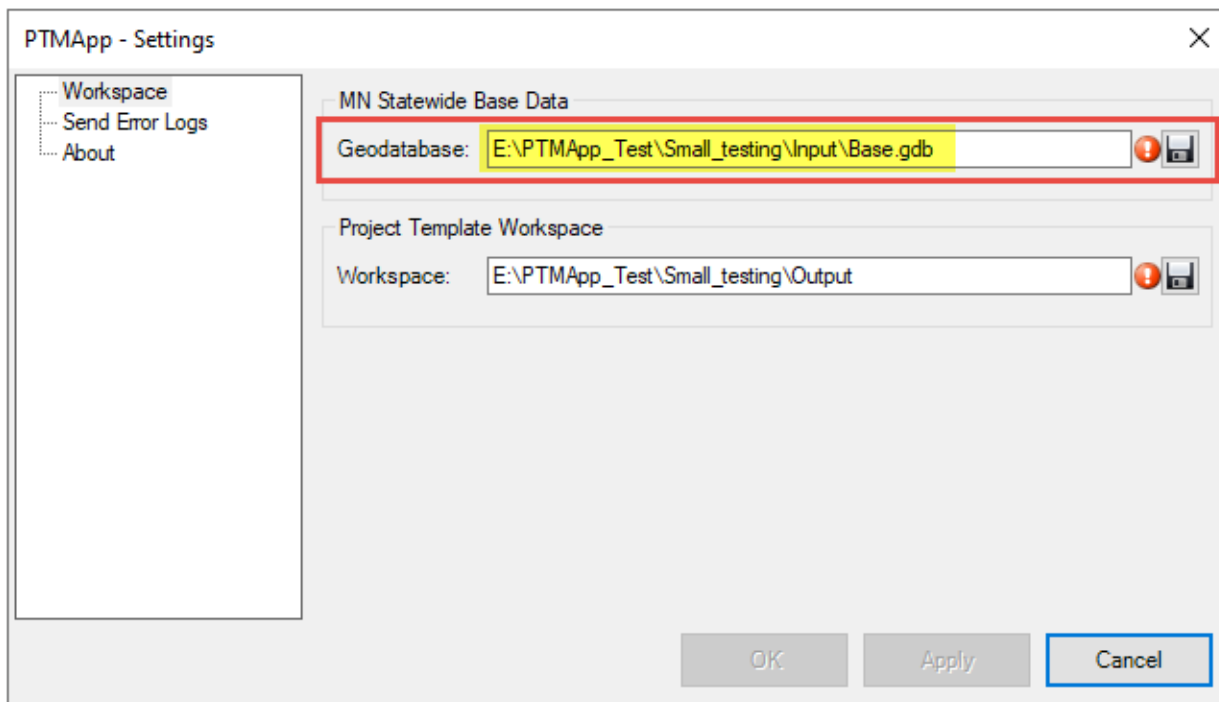 PTMApp - Settings
Workspace
Send Error Logs
About
MN Statewide Base Data
Geodatabase: E:\PTMApp_Test\Small_testing\Input\Base.gdb
Project Template Workspace
Workspace: E:\PTMApp_Test\Small_testing\Output
OK Apply Cancel